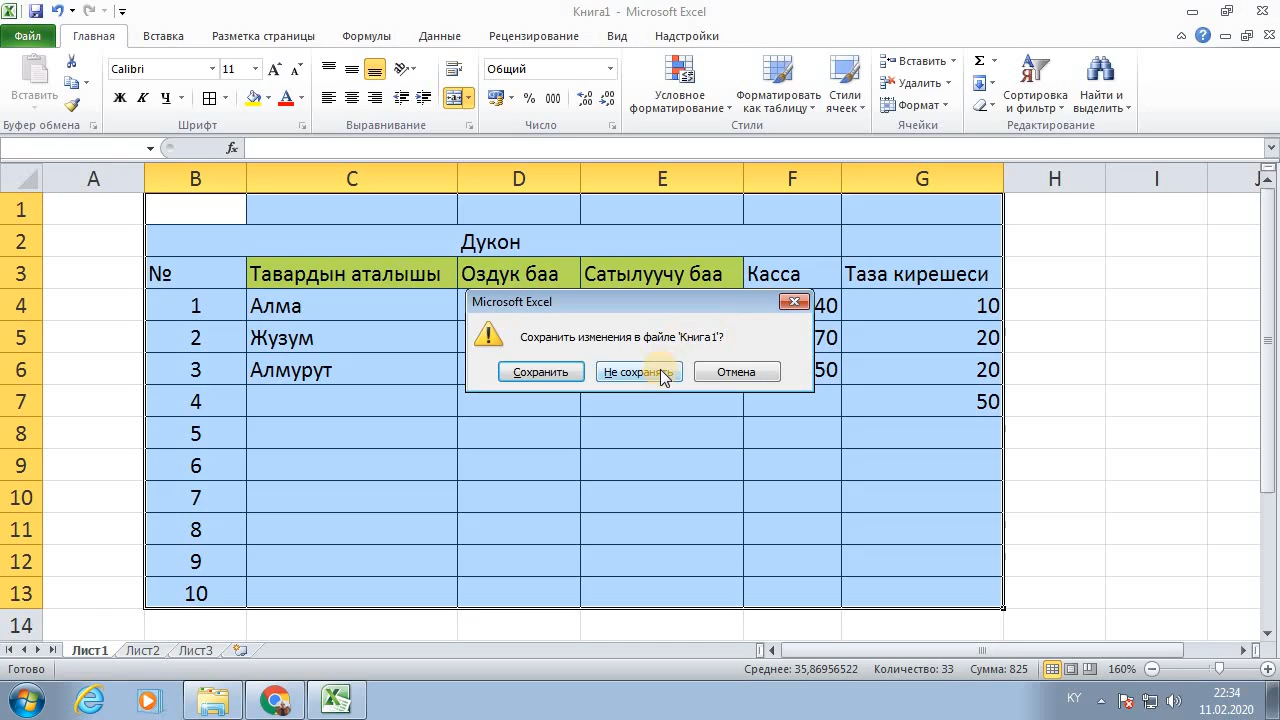 Книга1 - Microsoft Excel
Файл Главная Вставка Разметка страницы Формулы Данные Рецензирование Вид Надстройки
Вставить
Буфер обмена
Calibri 11
Ж К Ч
Шрифт
Выравнивание
Общий
% 000
Число
Условное форматирование
Форматировать как таблицу
Стили ячеек
Стили
Вставить
Удалить
Формат
Ячейки
Σ
Сортировка и фильтр
Найти и выделить
Редактирование
fx
A B C D E F G H I J
1
2 Дукон
3 № Тавардын аталышы Оздук баа Сатылуучу баа Касса Таза кирешеси
4 1 Алма 40 10
5 2 Жузум 70 20
6 3 Алмурут 50 20
7 4 50
8 5
9 6
10 7
11 8
12 9
13 10
14
Microsoft Excel
Сохранить изменения в файле 'Книга1'?
Сохранить Не сохранять Отмена
Лист1 Лист2 Лист3
Готово Среднее: 35,86956522 Количество: 33 Сумма: 825 160%
KY 22:34
11.02.2020